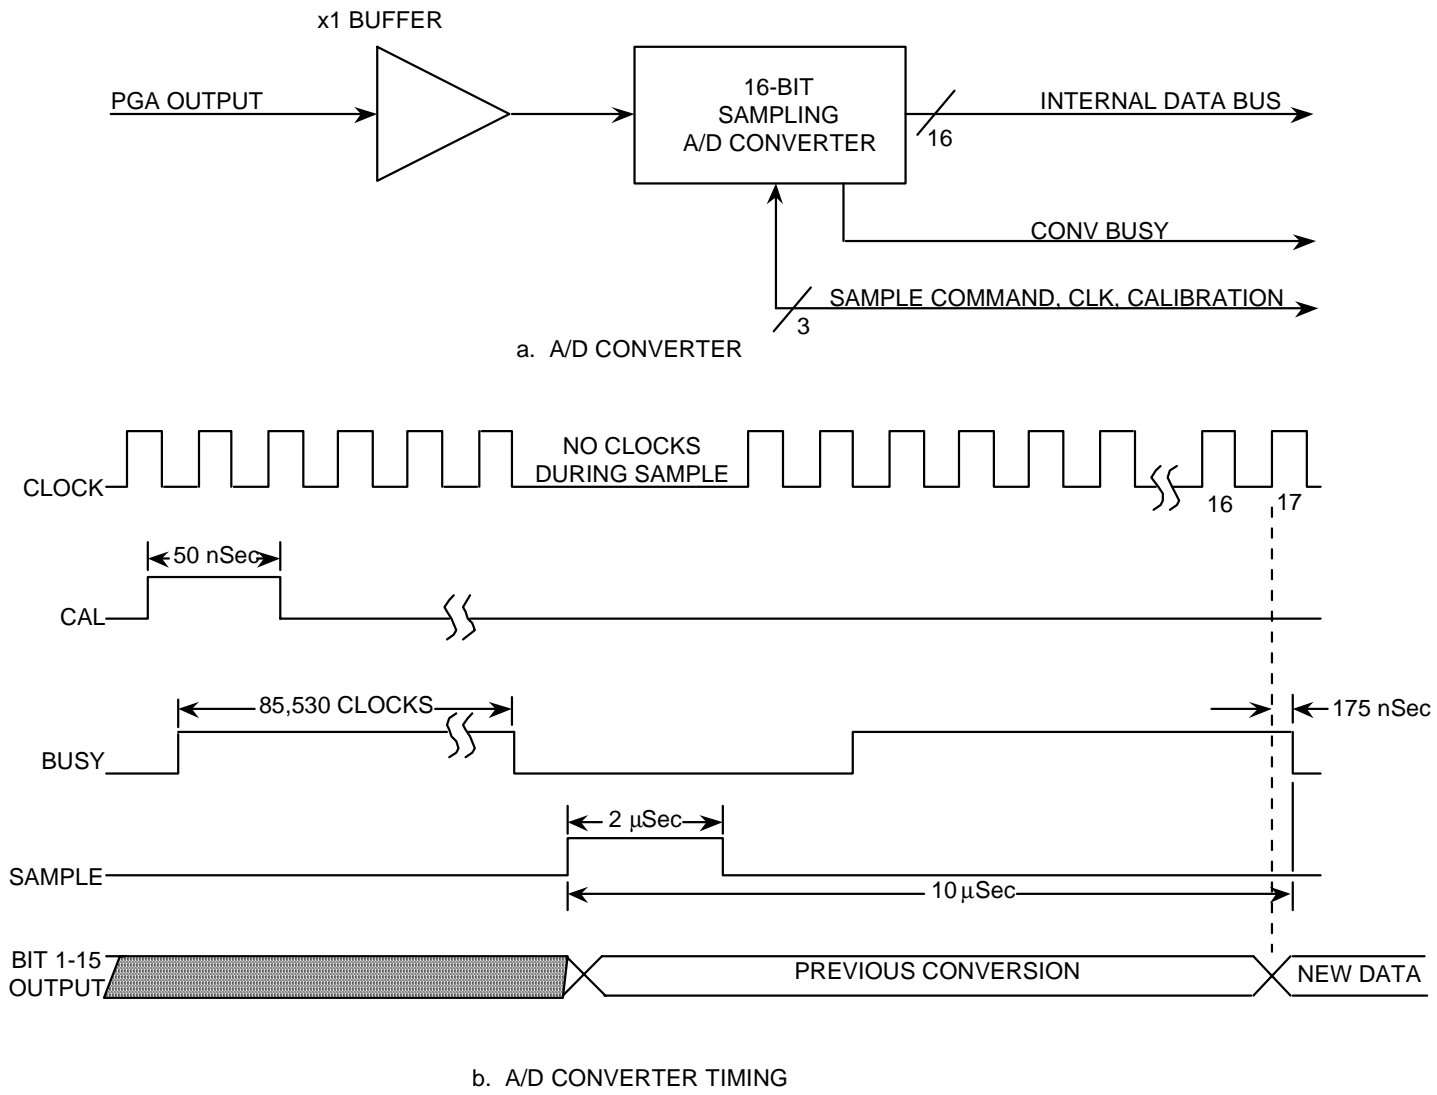 x1 BUFFER
PGA OUTPUT
16-BIT
SAMPLING
A/D CONVERTER
INTERNAL DATA BUS
16
CONV BUSY
SAMPLE COMMAND, CLK, CALIBRATION
3
a. A/D CONVERTER
NO CLOCKS
DURING SAMPLE
CLOCK
16
17
50 nSec
CAL
85,530 CLOCKS
175 nSec
BUSY
2 μSec
SAMPLE
10 μSec
BIT 1-15
OUTPUT
PREVIOUS CONVERSION
NEW DATA
b. A/D CONVERTER TIMING